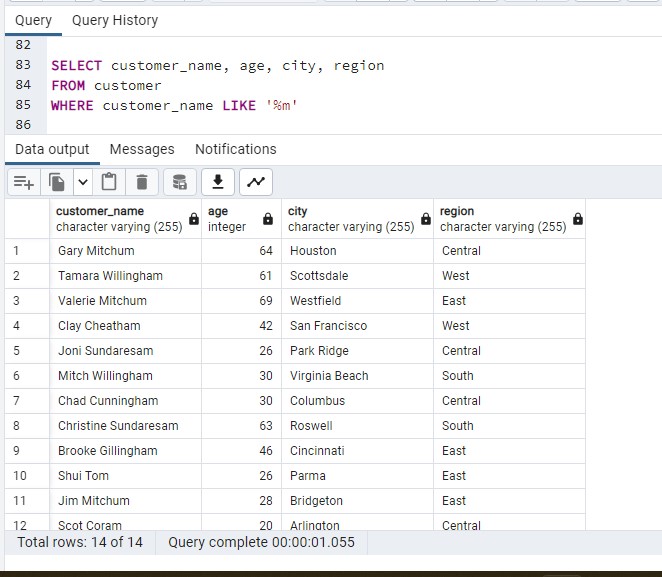 Query Query History
82
83 SELECT customer_name, age, city, region
84 FROM customer
85 WHERE customer_name LIKE '%m'
86
Data output Messages Notifications
customer_name age city region
character varying (255) integer character varying (255) character varying (255)
1 Gary Mitchum 64 Houston Central
2 Tamara Willingham 61 Scottsdale West
3 Valerie Mitchum 69 Westfield East
4 Clay Cheatham 42 San Francisco West
5 Joni Sundaresam 26 Park Ridge Central
6 Mitch Willingham 30 Virginia Beach South
7 Chad Cunningham 30 Columbus Central
8 Christine Sundaresam 63 Roswell South
9 Brooke Gillingham 46 Cincinnati East
10 Shui Tom 26 Parma East
11 Jim Mitchum 28 Bridgeton East
12 Scot Coram 20 Arlington Central
Total rows: 14 of 14 Query complete 00:00:01.055